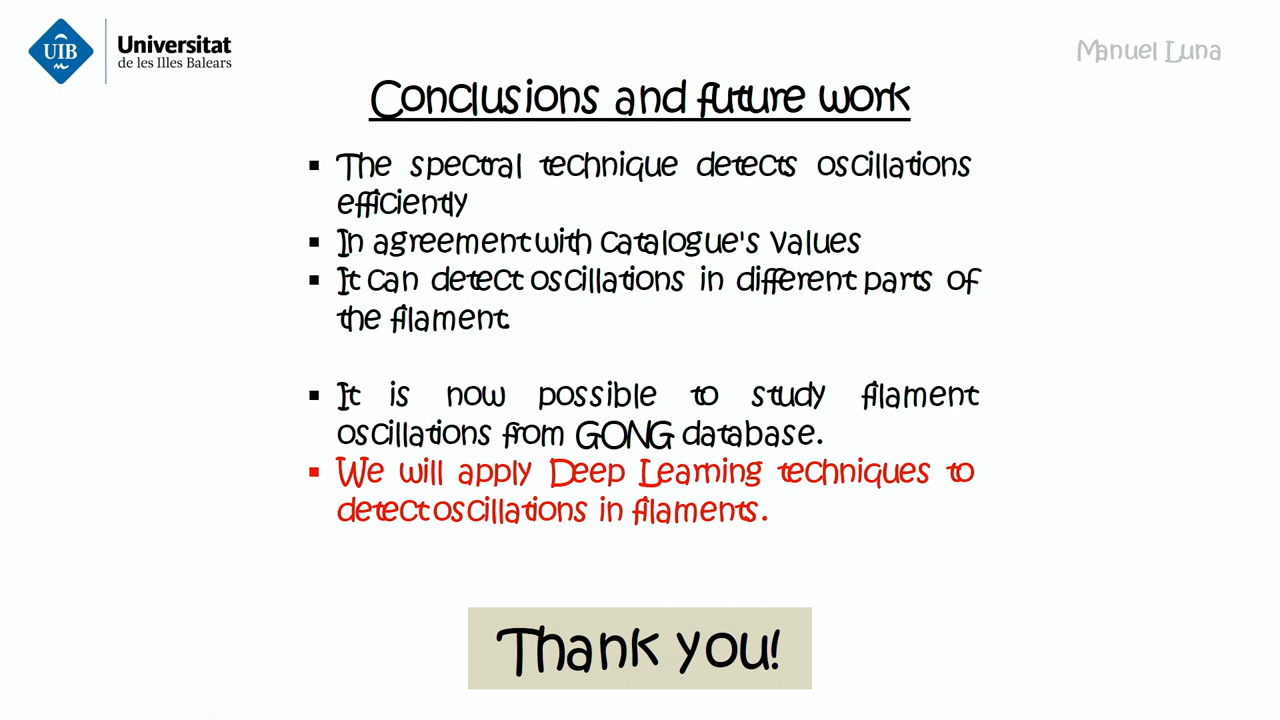 UIB
Universitat
de les Illes Balears
Manuel Luna
Conclusions and future work
▪ The spectral technique detects oscillations
efficiently
▪ In agreement with catalogue's values
▪ It can detect oscillations in different parts of
the filament.
▪ It is now possible to study filament
oscillations from GONG database.
▪ We will apply Deep Learning techniques to
detect oscillations in filaments.
Thank you!